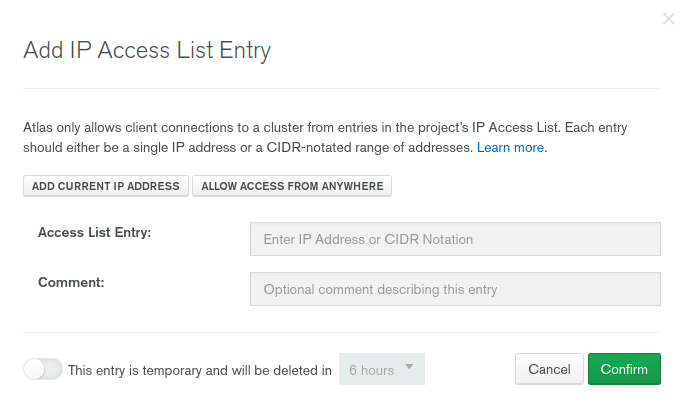 Add IP Access List Entry
Atlas only allows client connections to a cluster from entries in the project's IP Access List. Each entry
should either be a single IP address or a CIDR-notated range of addresses. Learn more.
ADD CURRENT IP ADDRESS ALLOW ACCESS FROM ANYWHERE
Access List Entry: Enter IP Address or CIDR Notation
Comment: Optional comment describing this entry
This entry is temporary and will be deleted in 6 hours Cancel Confirm